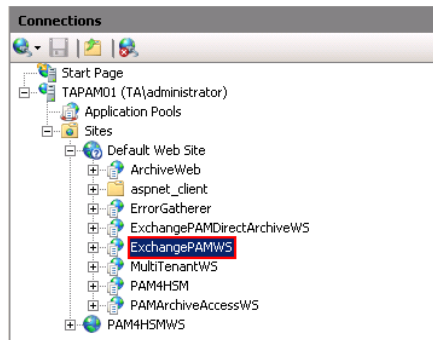 Connections
Start Page
TAPAM01 (TA\administrator)
Application Pools
Sites
Default Web Site
ArchiveWeb
aspnet_client
ErrorGatherer
ExchangePAMDirectArchiveWS
ExchangePAMWS
MultiTenantWS
PAM4HSM
PAMArchiveAccessWS
PAM4HSMWS